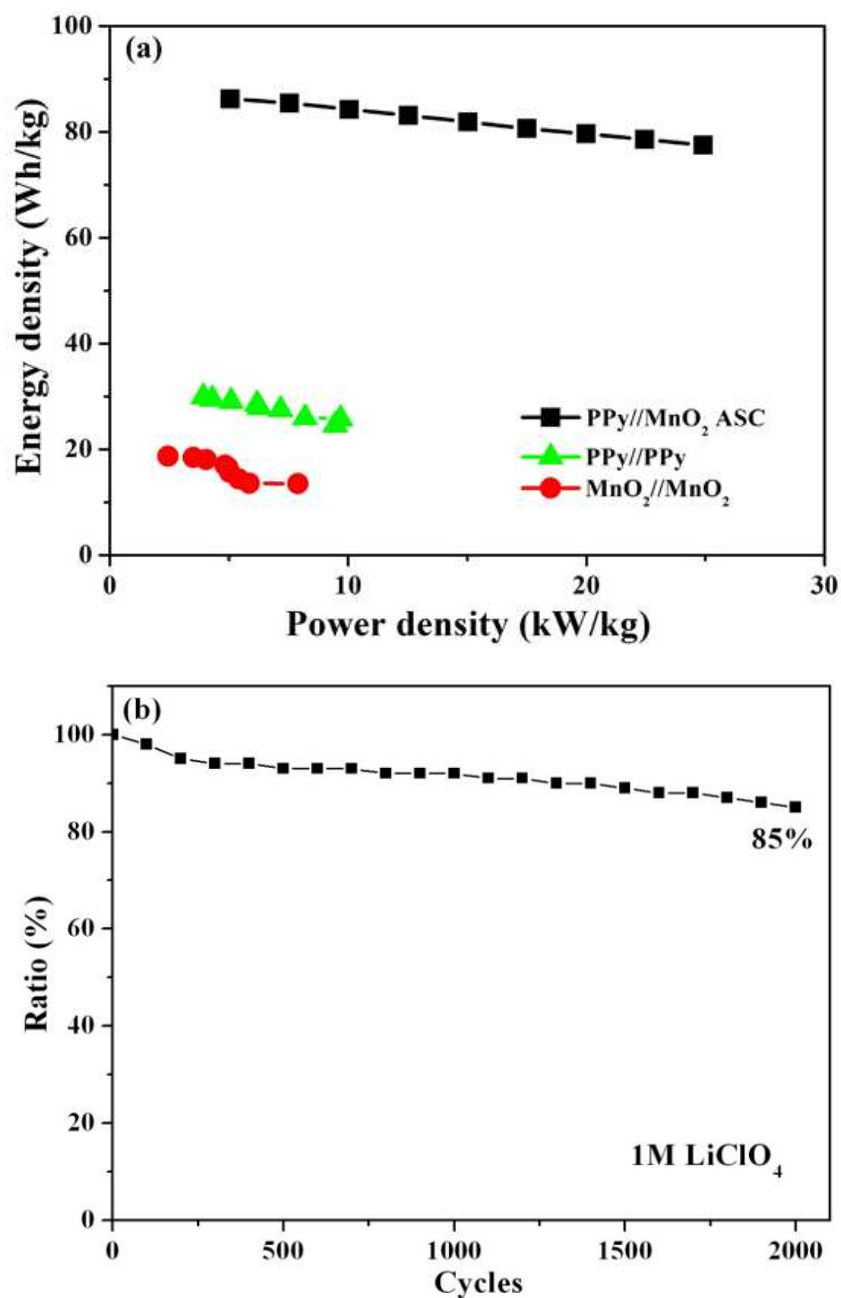 (a)
Energy density (Wh/kg)
100
80
60
40
20
0
PPy//MnO₂ ASC
PPy//PPy
MnO₂//MnO₂
0 10 20 30
Power density (kW/kg)
(b)
Ratio (%)
100
80
60
40
20
0
85%
1M LiClO₄
0 500 1000 1500 2000
Cycles